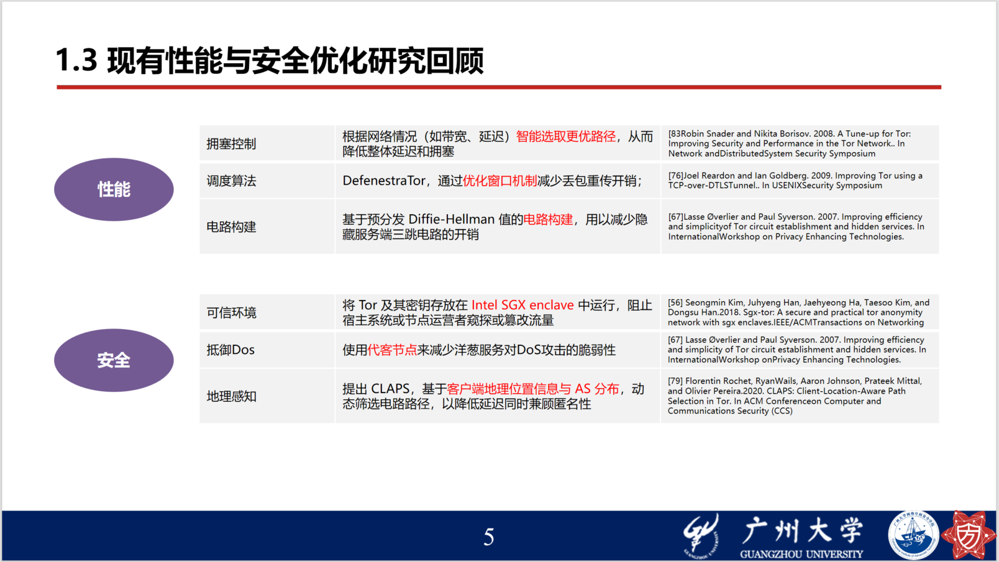 1.3 现有性能与安全优化研究回顾
性能
拥塞控制
根据网络情况（如带宽、延迟）智能选取更优路径，从而
降低整体延迟和拥塞
[83Robin Snader and Nikita Borisov. 2008. A Tune-up for Tor:
Improving Security and Performance in the Tor Network.. In
Network andDistributedSystem Security Symposium
调度算法
DefenestraTor，通过优化窗口机制减少丢包重传开销；
[76]Joel Reardon and Ian Goldberg. 2009. Improving Tor using a
TCP-over-DTLSTunnel.. In USENIXSecurity Symposium
电路构建
基于预分发 Diffie-Hellman 值的电路构建，用以减少隐
藏服务端三跳电路的开销
[67]Lasse Øverlier and Paul Syverson. 2007. Improving efficiency
and simplicityof Tor circuit establishment and hidden services. In
InternationalWorkshop on Privacy Enhancing Technologies.
安全
可信环境
将 Tor 及其密钥存放在 Intel SGX enclave 中运行，阻止
宿主系统或节点运营者窥探或篡改流量
[56] Seongmin Kim, Juhyeng Han, Jaehyeong Ha, Taesoo Kim, and
Dongsu Han.2018. Sgx-tor: A secure and practical tor anonymity
network with sgx enclaves.IEEE/ACMTransactions on Networking
抵御Dos
使用代客节点来减少洋葱服务对DoS攻击的脆弱性
[67] Lasse Øverlier and Paul Syverson. 2007. Improving efficiency
and simplicity of Tor circuit establishment and hidden services. In
InternationalWorkshop onPrivacy Enhancing Technologies.
地理感知
提出 CLAPS，基于客户端地理位置信息与 AS 分布，动
态筛选电路路径，以降低延迟同时兼顾匿名性
[79] Florentin Rochet, RyanWails, Aaron Johnson, Prateek Mittal,
and Olivier Pereira.2020. CLAPS: Client-Location-Aware Path
Selection in Tor. In ACM Conferenceon Computer and
Communications Security (CCS)
5
广州大学
GUANGZHOU UNIVERSITY